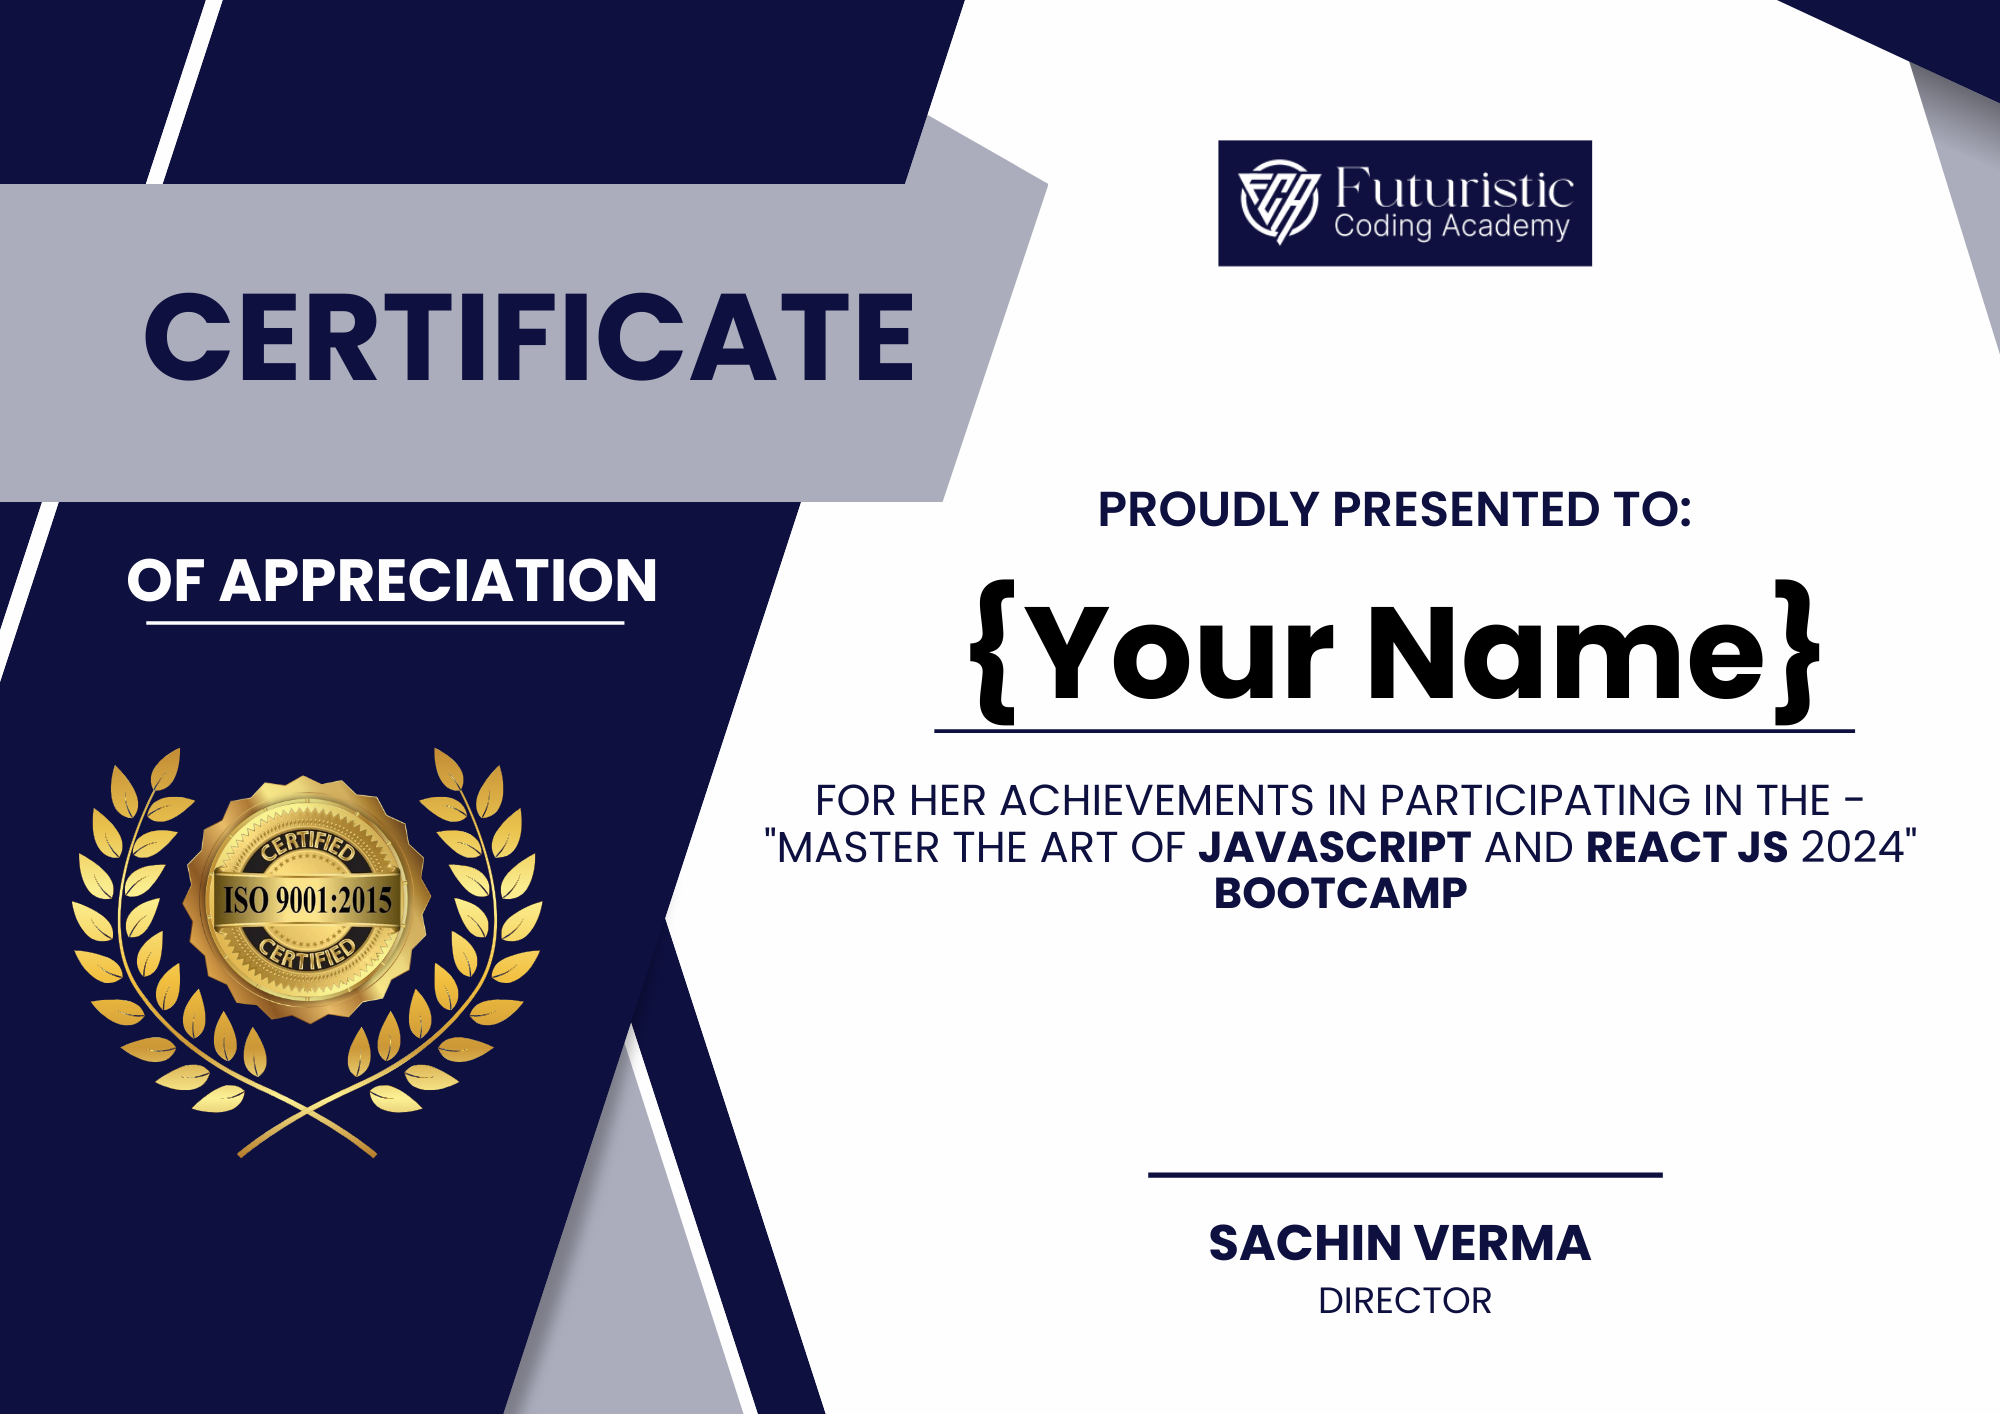 CERTIFICATE
OF APPRECIATION
CERTIFIED
ISO 9001:2015
CERTIFIED
FCA
Futuristic
Coding Academy
PROUDLY PRESENTED TO:
{Your Name}
FOR HER ACHIEVEMENTS IN PARTICIPATING IN THE -
"MASTER THE ART OF JAVASCRIPT AND REACT JS 2024"
BOOTCAMP
SACHIN VERMA
DIRECTOR